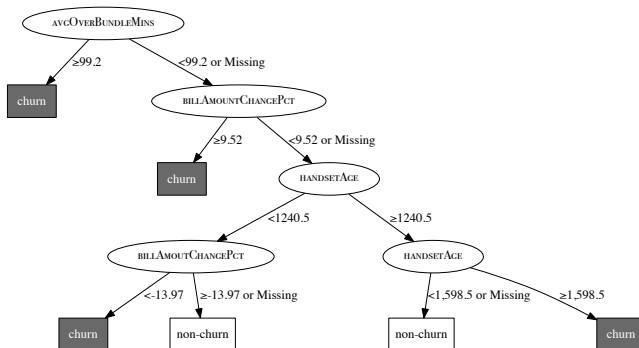 avgOverBundleMins
≥99.2
<99.2 or Missing
churn
billAmountChangePct
≥9.52
<9.52 or Missing
churn
handsetAge
<1240.5
≥1240.5
billAmoutChangePct
handsetAge
<-13.97
≥-13.97 or Missing
<1,598.5 or Missing
≥1,598.5
churn
non-churn
non-churn
churn